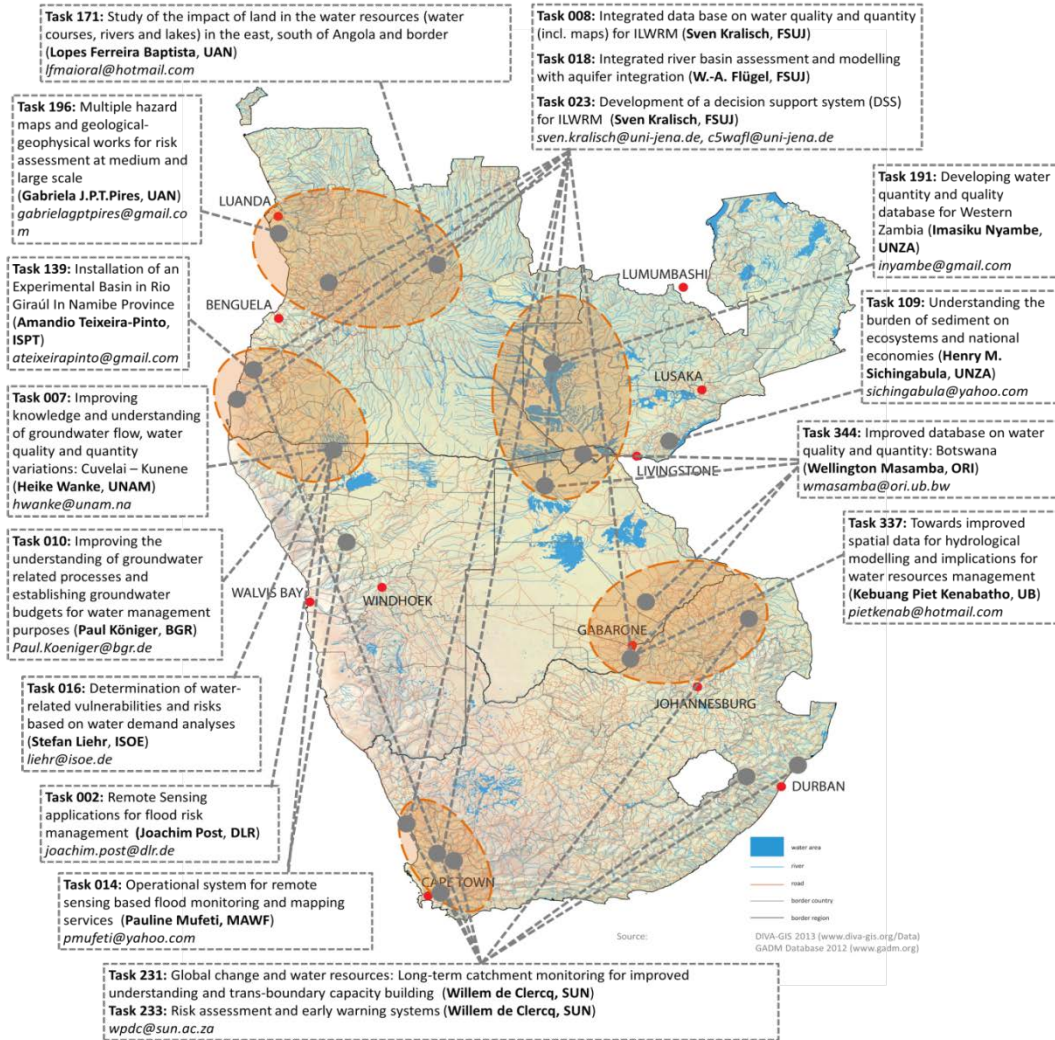 Task 171: Study of the impact of land in the water resources (water
courses, rivers and lakes) in the east, south of Angola and border
(Lopes Ferreira Baptista, UAN)
lfmaioral@hotmail.com
Task 008: Integrated data base on water quality and quantity
(incl. maps) for ILWRM (Sven Kralisch, FSUJ)
Task 018: Integrated river basin assessment and modelling
with aquifer integration (W.-A. Flügel, FSUJ)
Task 023: Development of a decision support system (DSS)
for ILWRM (Sven Kralisch, FSUJ)
sven.kralisch@uni-jena.de, c5wafl@uni-jena.de
Task 196: Multiple hazard
maps and geological-
geophysical works for risk
assessment at medium and
large scale
(Gabriela J.P.T.Pires, UAN)
gabrielagptpires@gmail.co
m
Task 191: Developing water
quantity and quality
database for Western
Zambia (Imasiku Nyambe,
UNZA)
inyambe@gmail.com
Task 139: Installation of an
Experimental Basin in Rio
Giraúl In Namibe Province
(Amandio Teixeira-Pinto,
ISPT)
ateixeirapinto@gmail.com
Task 109: Understanding the
burden of sediment on
ecosystems and national
economies (Henry M.
Sichingabula, UNZA)
sichingabula@yahoo.com
Task 007: Improving
knowledge and understanding
of groundwater flow, water
quality and quantity
variations: Cuvelai – Kunene
(Heike Wanke, UNAM)
hwanke@unam.na
Task 344: Improved database on water
quality and quantity: Botswana
(Wellington Masamba, ORI)
wmasamba@ori.ub.bw
Task 010: Improving the
understanding of groundwater
related processes and
establishing groundwater
budgets for water management
purposes (Paul Königer, BGR)
Paul.Koeniger@bgr.de
Task 337: Towards improved
spatial data for hydrological
modelling and implications for
water resources management
(Kebuang Piet Kenabatho, UB)
pietkenab@hotmail.com
Task 016: Determination of water-
related vulnerabilities and risks
based on water demand analyses
(Stefan Liehr, ISOE)
liehr@isoe.de
Task 002: Remote Sensing
applications for flood risk
management (Joachim Post, DLR)
joachim.post@dlr.de
Task 014: Operational system for remote
sensing based flood monitoring and mapping
services (Pauline Mufeti, MAWF)
pmufeti@yahoo.com
Task 231: Global change and water resources: Long-term catchment monitoring for improved
understanding and trans-boundary capacity building (Willem de Clercq, SUN)
Task 233: Risk assessment and early warning systems (Willem de Clercq, SUN)
wpdc@sun.ac.za
LUANDA
BENGUELA
LUMUMBASHI
LUSAKA
LIVINGSTONE
WALVIS BAY
WINDHOEK
GABARONE
JOHANNESBURG
DURBAN
CAPE TOWN
water area
river
road
border country
border region
Source:
DIVA-GIS 2013 (www.diva-gis.org/Data)
GADM Database 2012 (www.gadm.org)